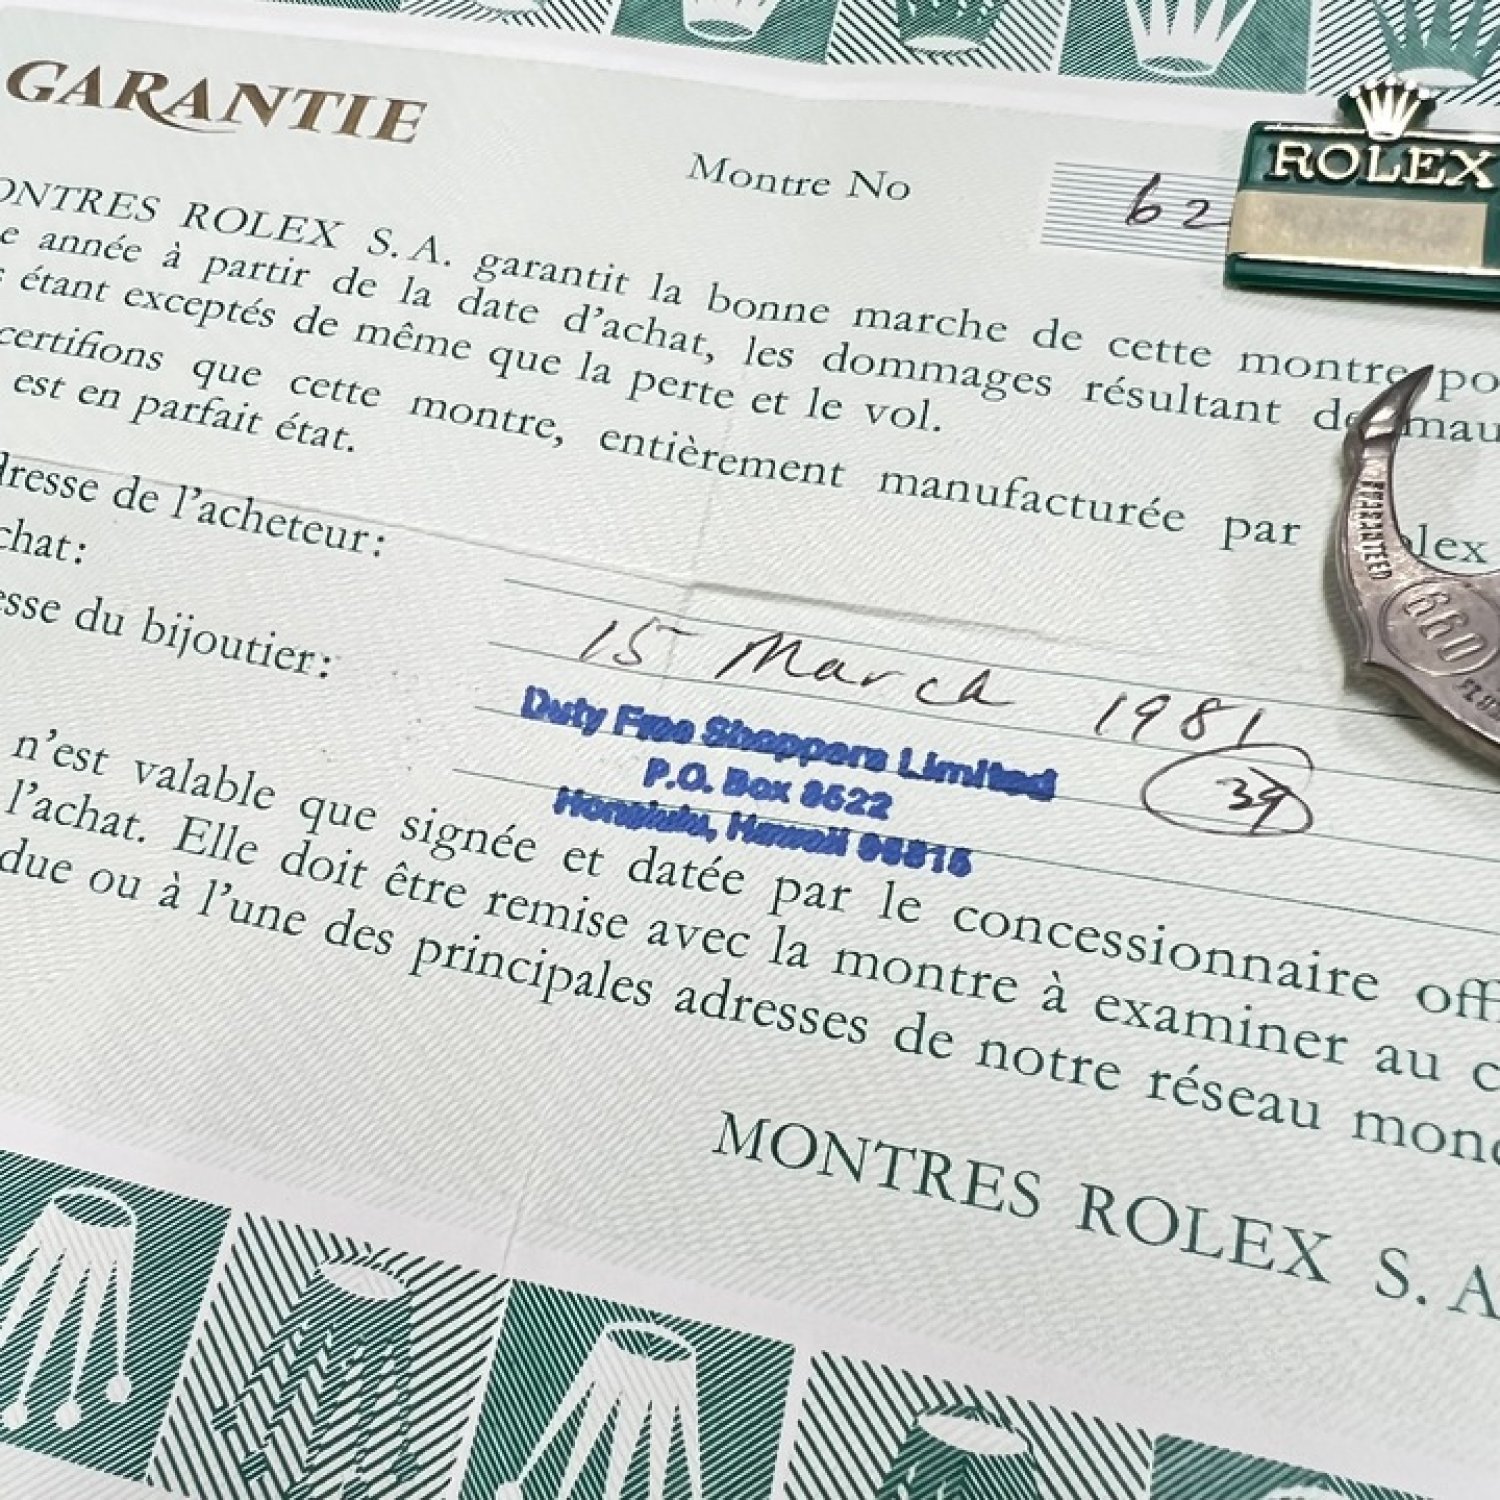 GARANTIE
Montre No 62
ROLEX
ONTRES ROLEX S.A. garantit la bonne marche de cette montre po
e année à partir de la date d'achat, les dommages résultant de mau
étant exceptés de même que la perte et le vol.
certifions que cette montre, entièrement manufacturée par Rolex
est en parfait état.
dresse de l'acheteur:
chat: 15 March 1981
esse du bijoutier:
Duty Free Shoppers Limited
P.O. Box 8622
Honolulu, Hawaii 96815
39
n'est valable que signée et datée par le concessionnaire offi
l'achat. Elle doit être remise avec la montre à examiner au c
due ou à l'une des principales adresses de notre réseau mond
MONTRES ROLEX S.A